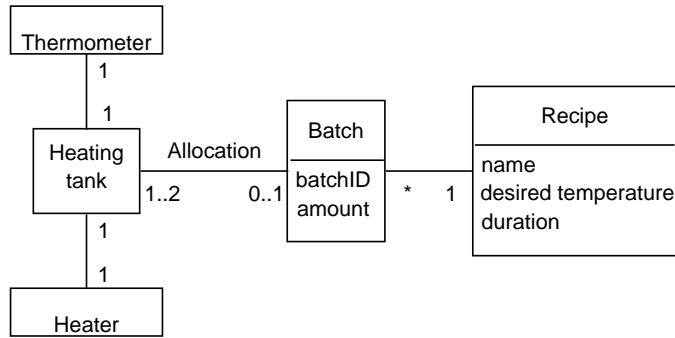 Thermometer
1
1
Heating
tank
Allocation
1..2
0..1
Batch
batchID
amount
*
1
Recipe
name
desired temperature
duration
1
1
Heater